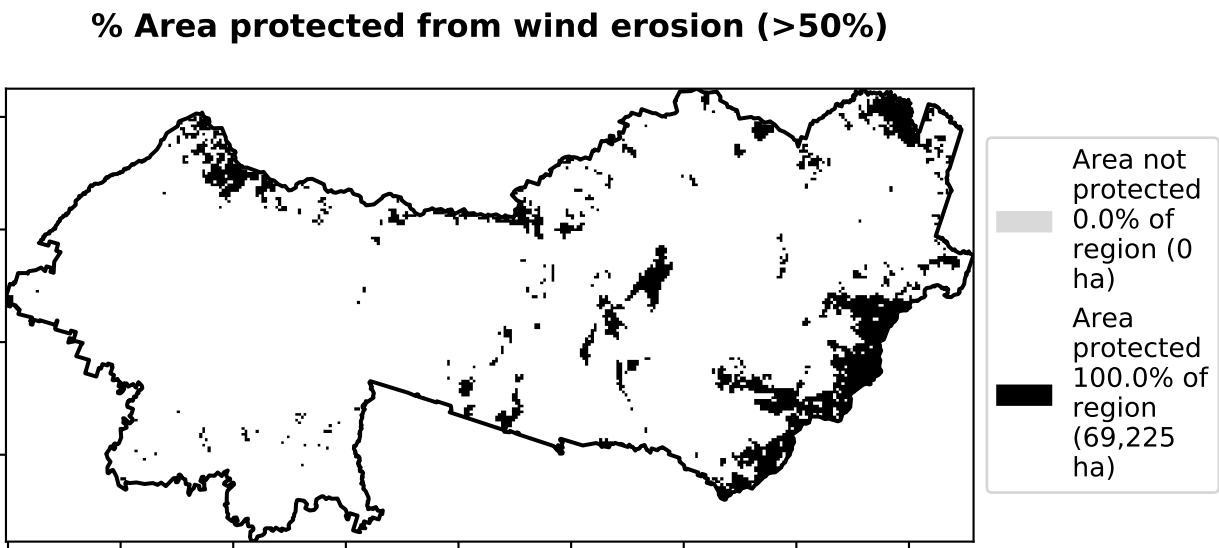 % Area protected from wind erosion (>50%)
Area not
protected
0.0% of
region (0
ha)
Area
protected
100.0% of
region
(69,225
ha)